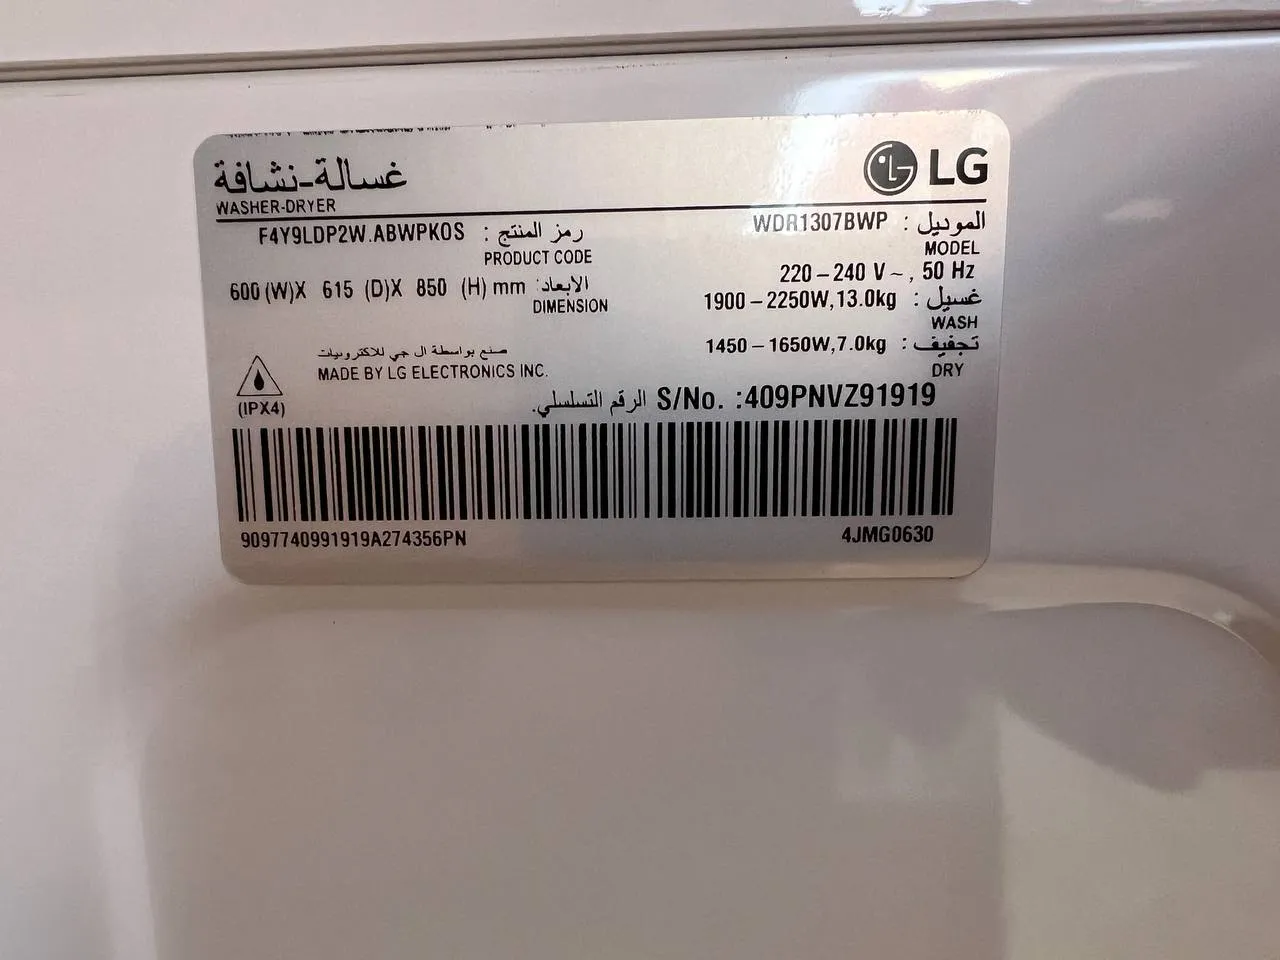 غسالة-نشافة
WASHER-DRYER
LG
F4Y9LDP2W.ABWPKOS : رمز المنتج
PRODUCT CODE
600 (W)X 615 (D)X 850 (H) mm :الابعاد
DIMENSION
WDR1307BWP : الموديل
MODEL
220 – 240 V ~ , 50 Hz
1900 – 2250W,13.0kg : غسيل
WASH
1450 – 1650W,7.0kg : تجفيف
DRY
صنع بواسطة ال جي للاكترونيات
MADE BY LG ELECTRONICS INC.
(IPX4)
الرقم التسلسلي. S/No. :409PNVZ91919
9097740991919A274356PN
4JMG0630